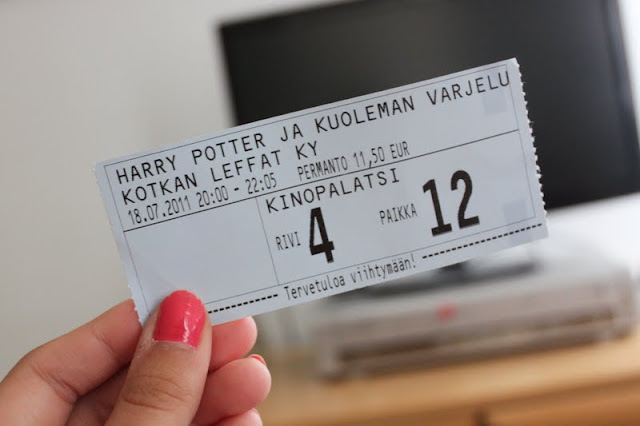 HARRY POTTER JA KUOLEMAN VARJELU
KOTKAN LEFFAT KY
18.07.2011 20:00 - 22:05 PERMANTO 11,50 EUR
KINOPALATSI
RIVI 4 PAIKKA 12
Tervetuloa viihtymään!